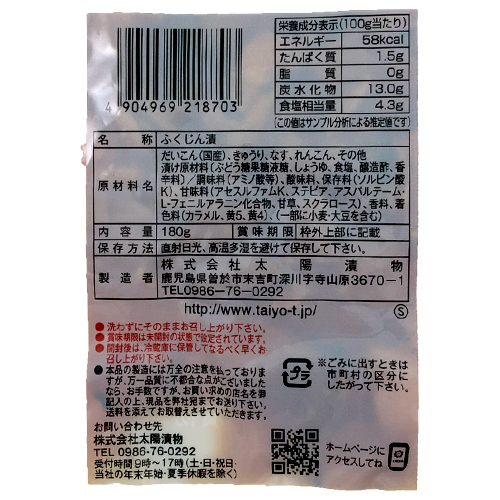 栄養成分表示(100g当たり)
エネルギー 58kcal
たんぱく質 1.5g
脂質 0g
炭水化物 13.0g
食塩相当量 4.3g
(この値はサンプル分析による推定値です)
4 904969 218703
名称 ふくじん漬
原材料名 だいこん(国産)、きゅうり、なす、れんこん、その他
漬け原材料〔ぶどう糖果糖液糖、しょうゆ、食塩、醸造酢、香
辛料〕/調味料(アミノ酸等)、酸味料、保存料(ソルビン酸
K)、甘味料(アセスルファムK、ステビア、アスパルテーム・
L-フェニルアラニン化合物、甘草、スクラロース)、香料、着
色料(カラメル、黄5、黄4)、(一部に小麦・大豆を含む)
内容量 180g 賞味期限 枠外上部に記載
保存方法 直射日光、高温多湿を避けて保存して下さい。
製造者 株式会社太陽漬物
鹿児島県曽於市末吉町深川字寺山原3670-1
TEL0986-76-0292
http://www.taiyo-t.jp/ Ⓢ
●洗わずにそのままお召し上がり下さい。
●賞味期限は未開封の状態で設定されています。
●開封後は、冷蔵庫に保管してなるべく早くお
召し上がり下さい。
●本品の製造には万全の注意を払っております
が、万一品質に不都合な点がございました
なら、お手数ですが、お買い求めの店名を御
記入の上、現品を弊社宛までお送り下さい。
送料を添えてお取替えさせていただきます。
プラ
※ごみに出すときは
市町村の区分に
したがって下さい。
お問い合わせ先
株式会社太陽漬物
TEL0986-76-0292
受付時間9時~17時(土・日・祝日、
当社の年末年始・夏季休暇を除く)
ホームページに
アクセスしてね